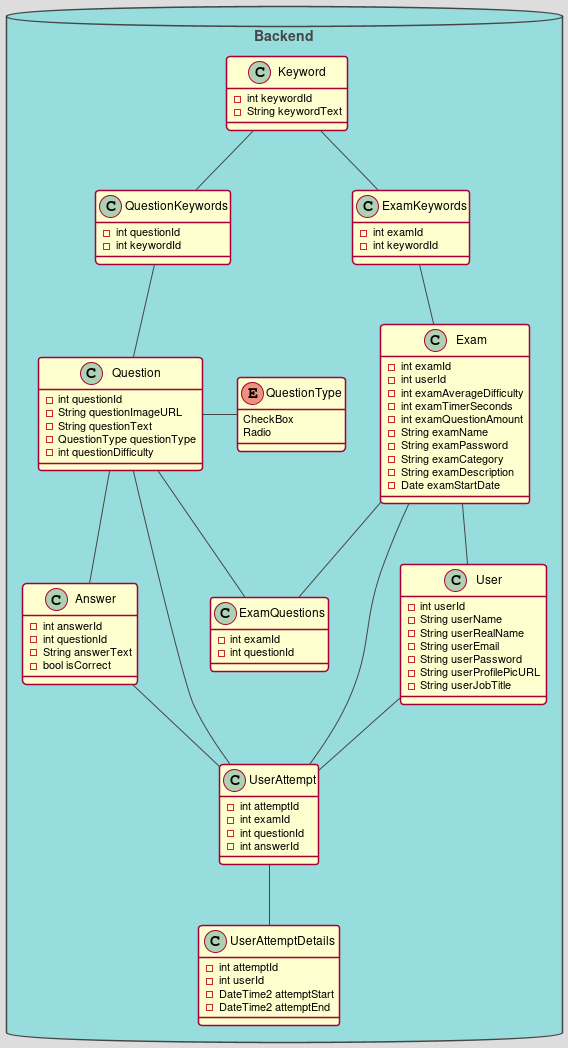 Backend
C Keyword
int keywordId
String keywordText
C QuestionKeywords
int questionId
int keywordId
C ExamKeywords
int examId
int keywordId
C Question
int questionId
String questionImageURL
String questionText
QuestionType questionType
int questionDifficulty
E QuestionType
CheckBox
Radio
C Exam
int examId
int userId
int examAverageDifficulty
int examTimerSeconds
int examQuestionAmount
String examName
String examPassword
String examCategory
String examDescription
Date examStartDate
C Answer
int answerId
int questionId
String answerText
bool isCorrect
C ExamQuestions
int examId
int questionId
C User
int userId
String userName
String userRealName
String userEmail
String userPassword
String userProfilePicURL
String userJobTitle
C UserAttempt
int attemptId
int examId
int questionId
int answerId
C UserAttemptDetails
int attemptId
int userId
DateTime2 attemptStart
DateTime2 attemptEnd